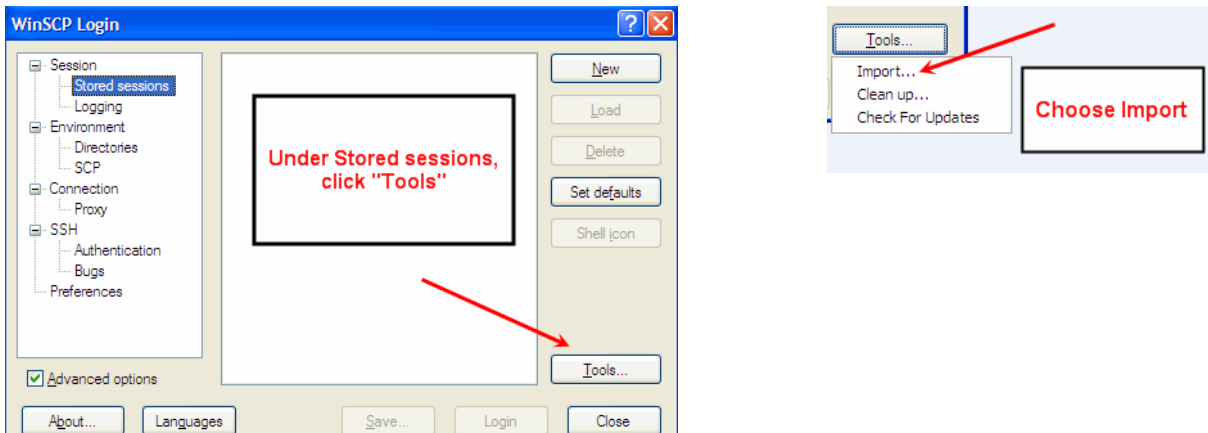 WinSCP Login
Session
Stored sessions
Logging
Environment
Directories
SCP
Connection
Proxy
SSH
Authentication
Bugs
Preferences
Advanced options
Under Stored sessions,
click "Tools"
New
Load
Delete
Set defaults
Shell icon
Tools...
About...
Languages
Save...
Login
Close
Tools...
Import...
Clean up...
Check For Updates
Choose Import